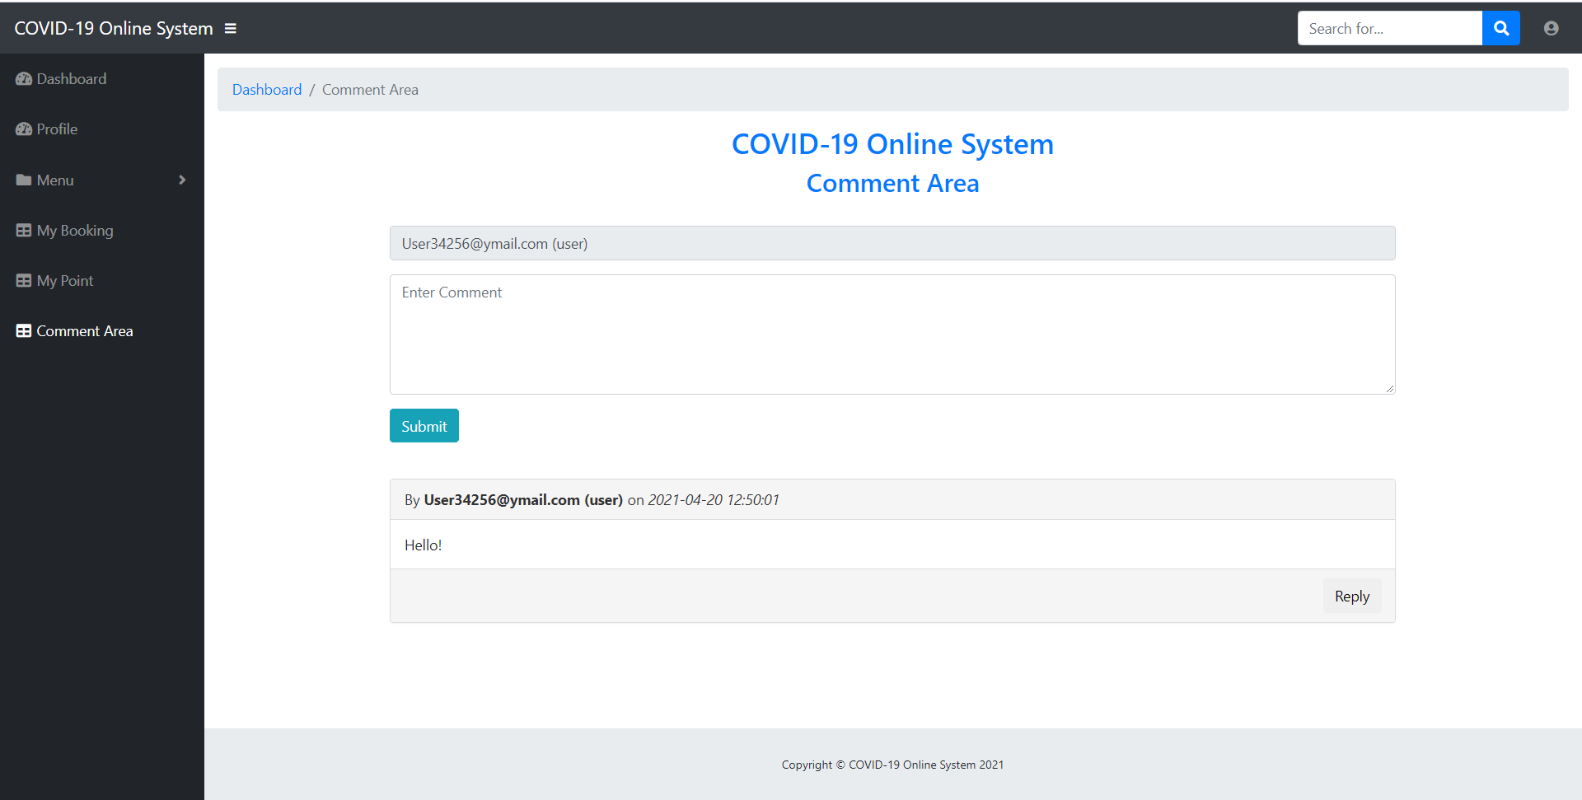 COVID-19 Online System
Search for...
Dashboard
Profile
Menu
My Booking
My Point
Comment Area
Dashboard / Comment Area
COVID-19 Online System
Comment Area
User34256@ymail.com (user)
Enter Comment
Submit
By User34256@ymail.com (user) on 2021-04-20 12:50:01
Hello!
Reply
Copyright © COVID-19 Online System 2021